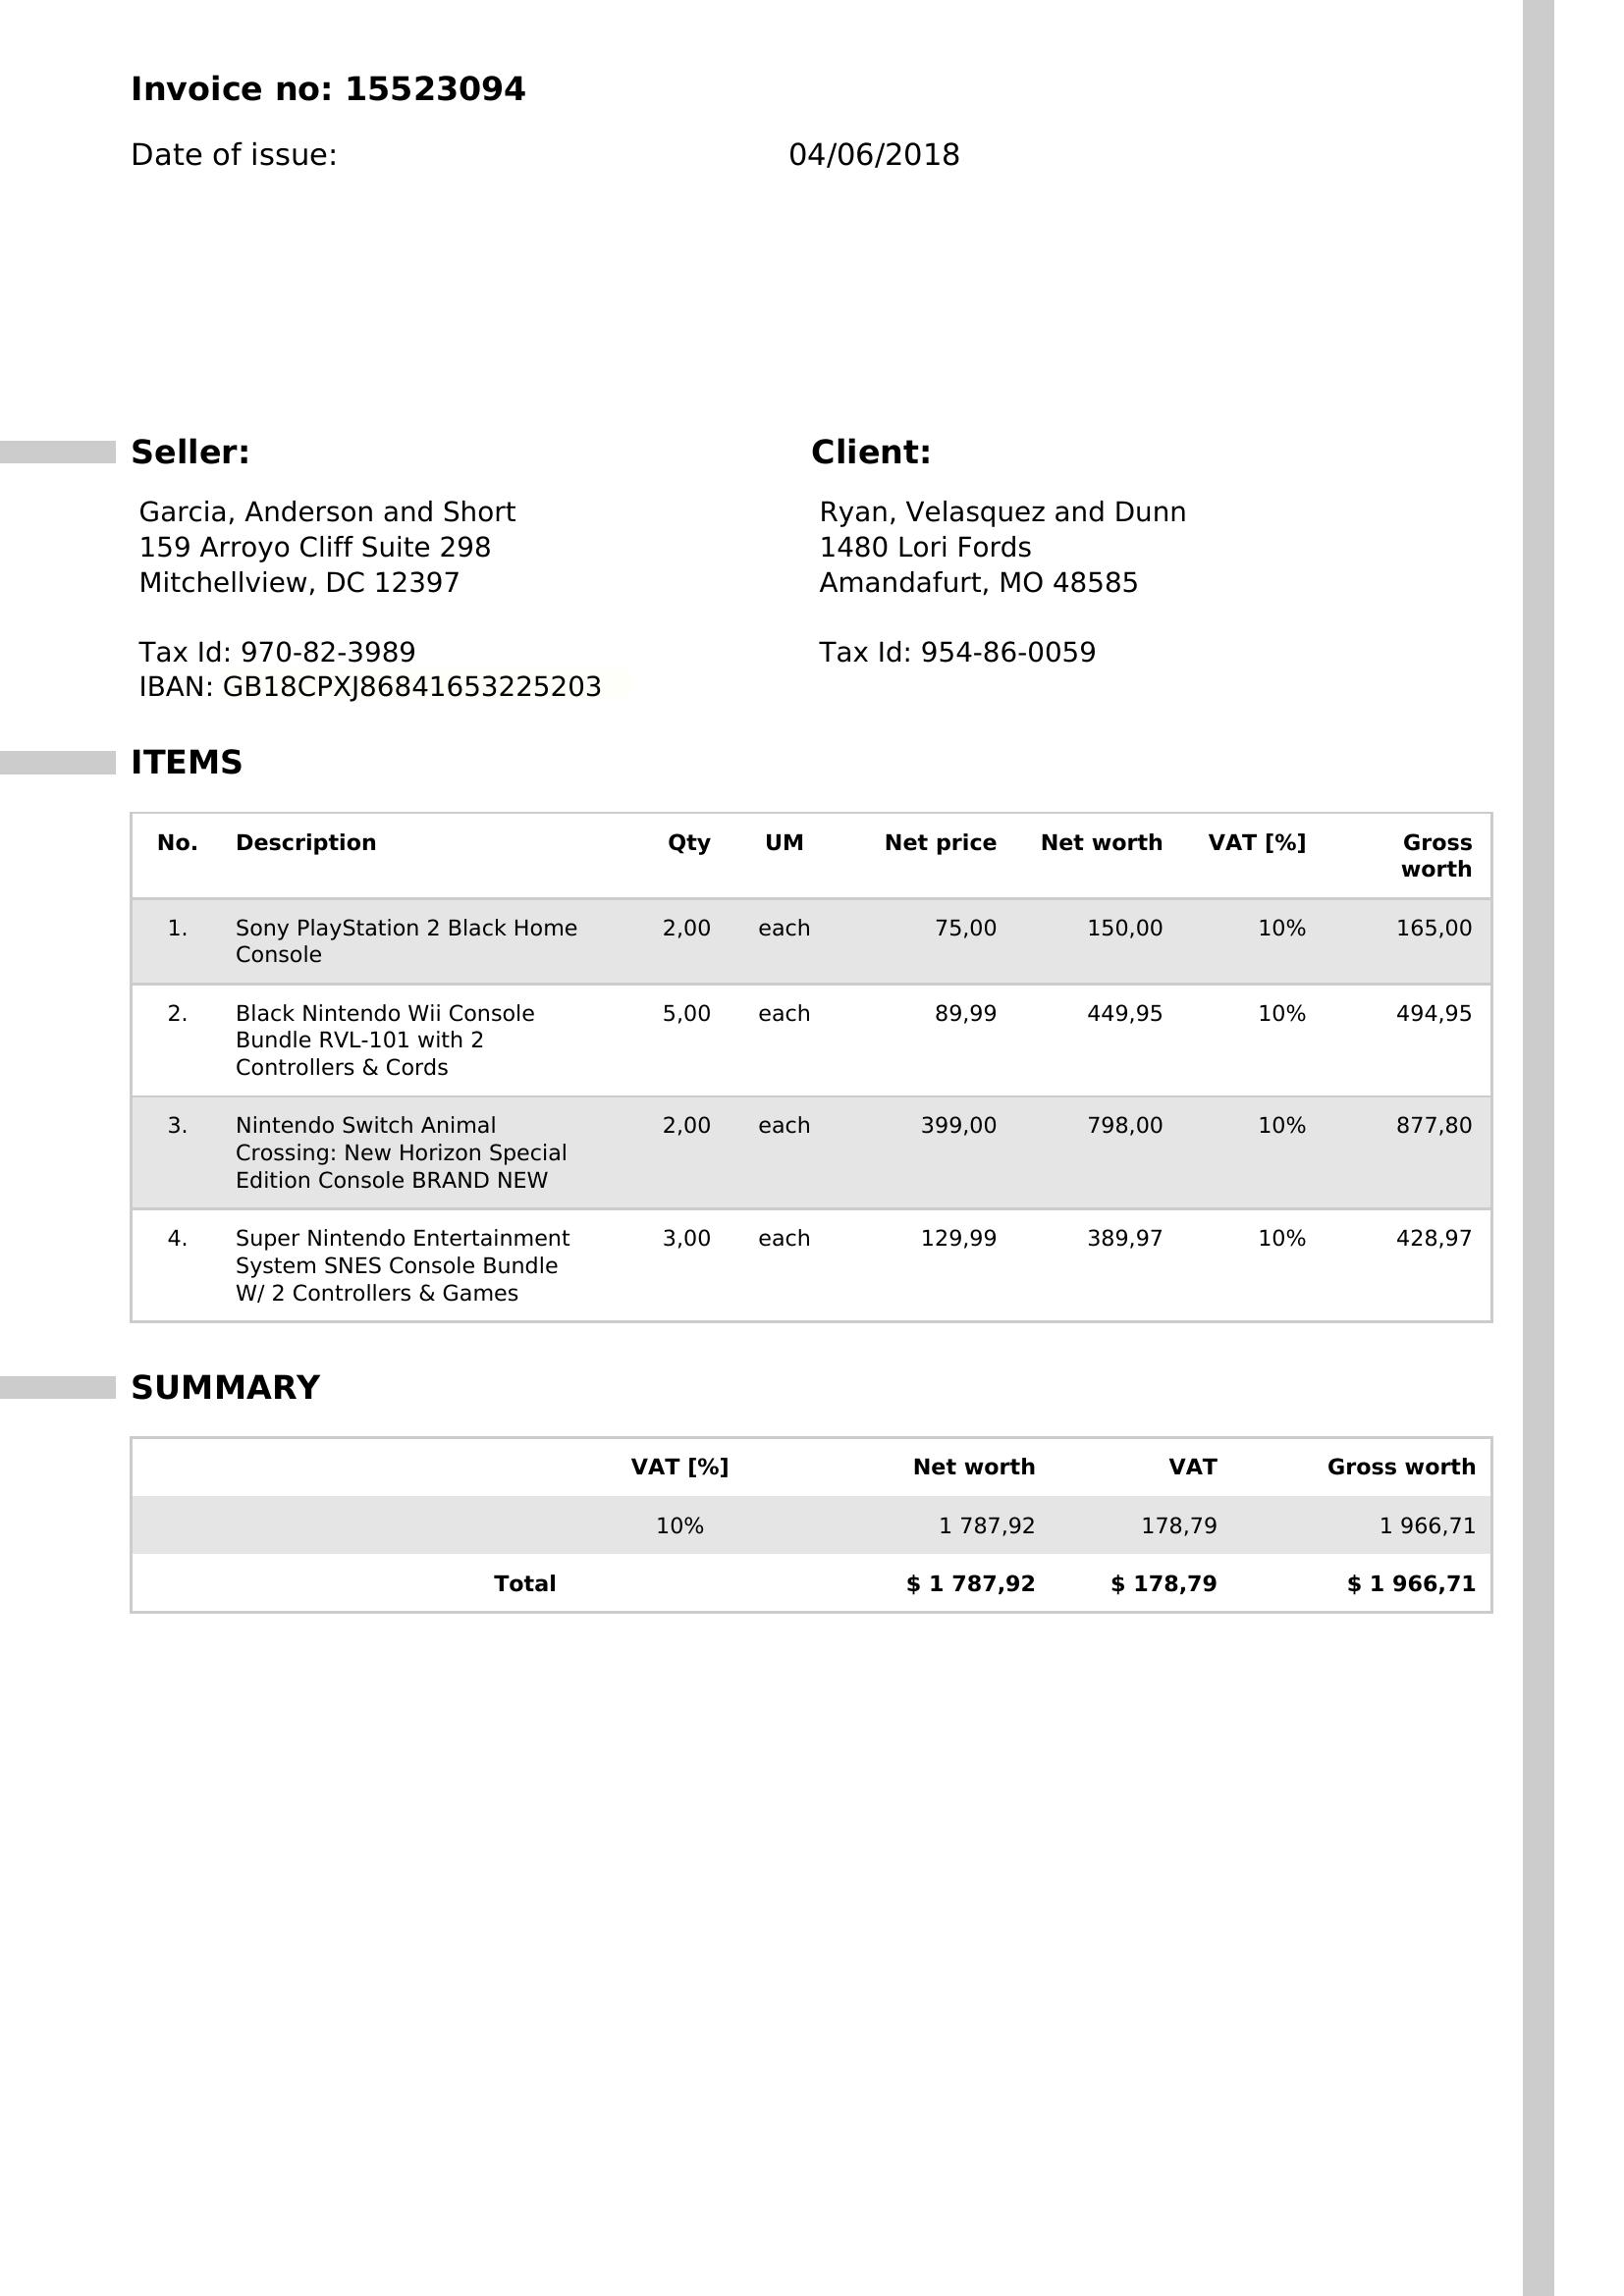 Invoice no: 15523094
Date of issue: 04/06/2018
Seller:
Garcia, Anderson and Short
159 Arroyo Cliff Suite 298
Mitchellview, DC 12397
Tax Id: 970-82-3989
IBAN: GB18CPXJ86841653225203
Client:
Ryan, Velasquez and Dunn
1480 Lori Fords
Amandafurt, MO 48585
Tax Id: 954-86-0059
ITEMS
No. Description Qty UM Net price Net worth VAT [%] Gross
worth
1. Sony PlayStation 2 Black Home 2,00 each 75,00 150,00 10% 165,00
Console
2. Black Nintendo Wii Console 5,00 each 89,99 449,95 10% 494,95
Bundle RVL-101 with 2
Controllers & Cords
3. Nintendo Switch Animal 2,00 each 399,00 798,00 10% 877,80
Crossing: New Horizon Special
Edition Console BRAND NEW
4. Super Nintendo Entertainment 3,00 each 129,99 389,97 10% 428,97
System SNES Console Bundle
W/ 2 Controllers & Games
SUMMARY
VAT [%] Net worth VAT Gross worth
10% 1 787,92 178,79 1 966,71
Total $ 1 787,92 $ 178,79 $ 1 966,71